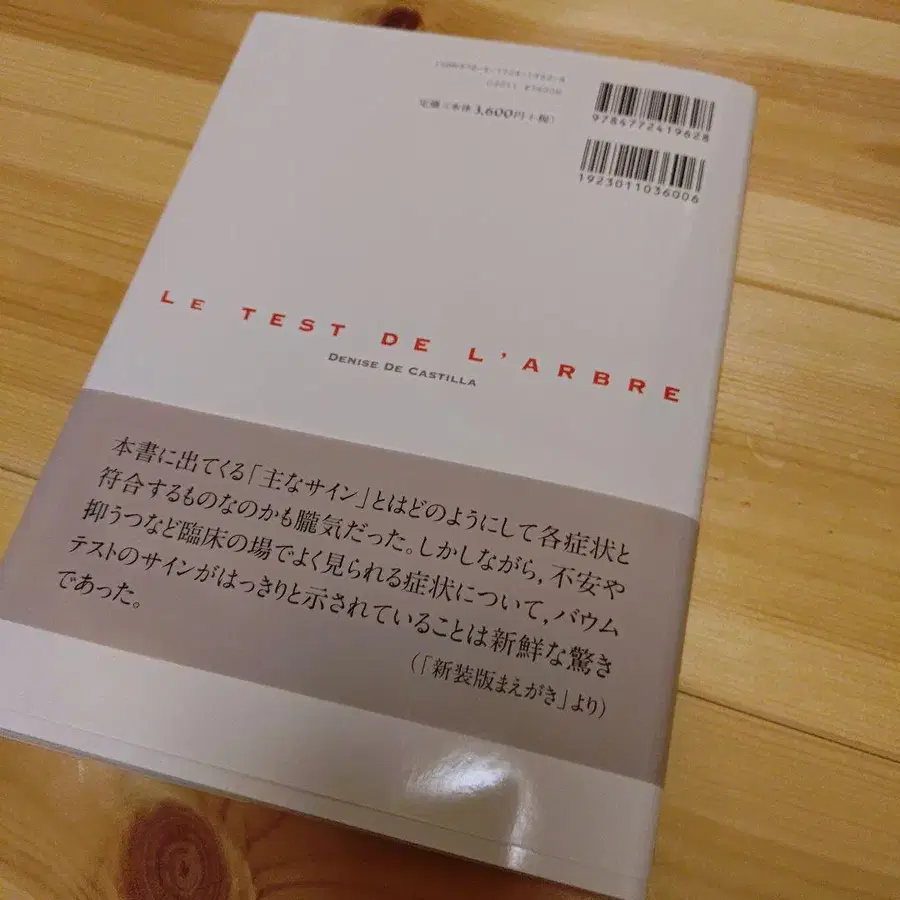 ISBN978-4-7724-1962-8
C3011 ¥3600E
定価(本体3,600円+税)
9784772419628
1923011036006
LE TEST DE L'ARBRE
DENISE DE CASTILLA
本書に出てくる「主なサイン」とはどのようにして各症状と
符合するものなのかも朧気だった。しかしながら,不安や
抑うつなど臨床の場でよく見られる症状について,バウム
テストのサインがはっきりと示されていることは新鮮な驚き
であった。
(「新装版まえがき」より)